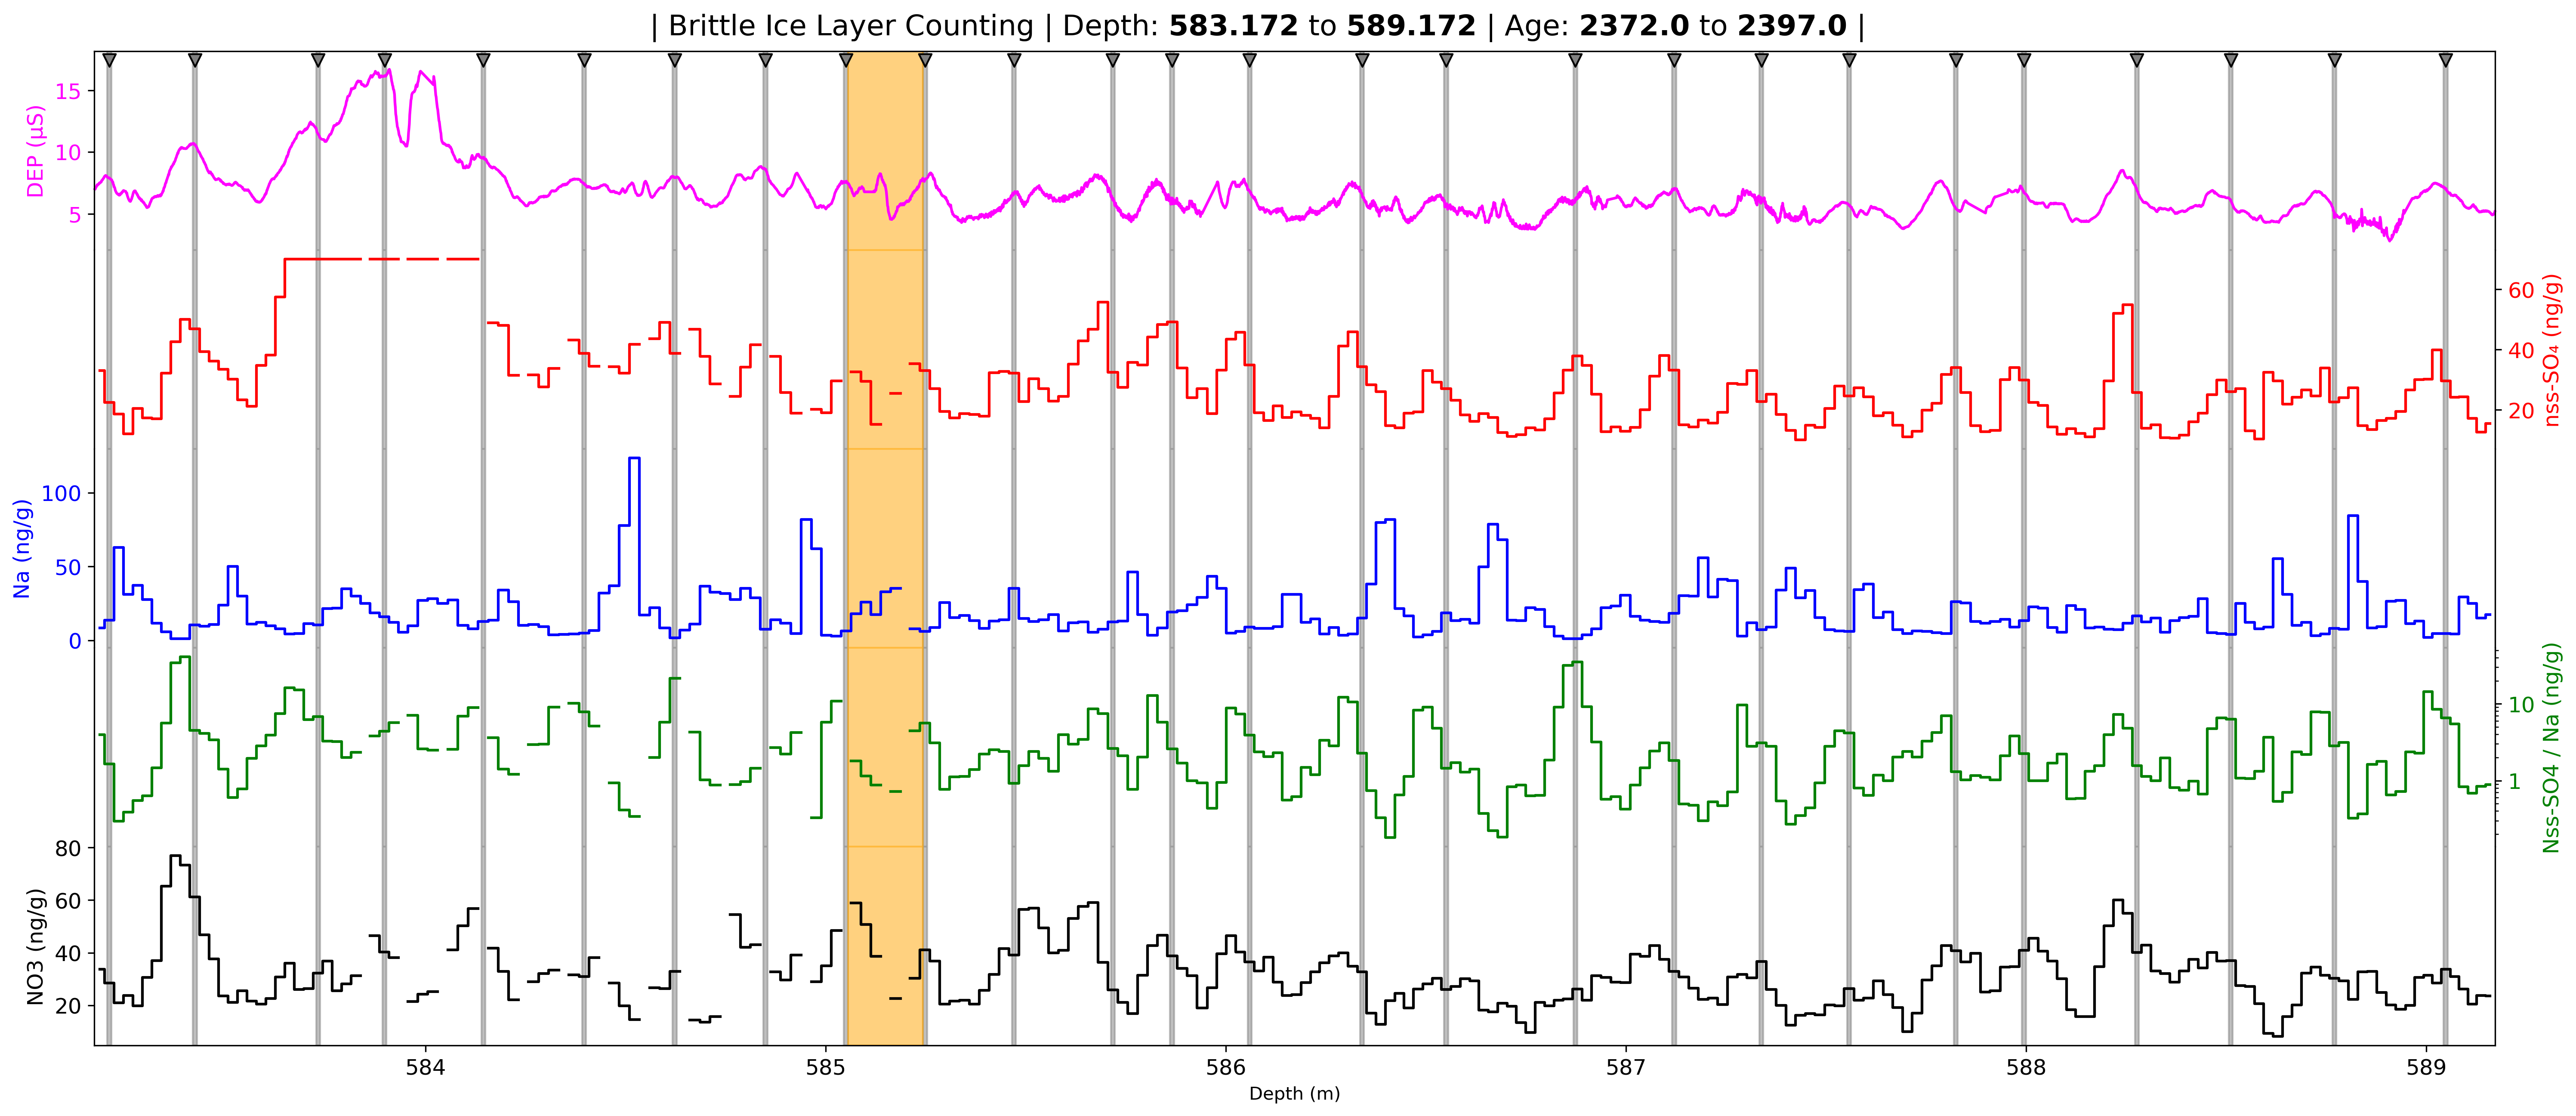 | Brittle Ice Layer Counting | Depth: 583.172 to 589.172 | Age: 2372.0 to 2397.0 |
DEP (μS)
15
10
5
nss-SO₄ (ng/g)
60
40
20
Na (ng/g)
100
50
0
Nss-SO4 / Na (ng/g)
10
1
NO3 (ng/g)
80
60
40
20
584 585 586 587 588 589
Depth (m)